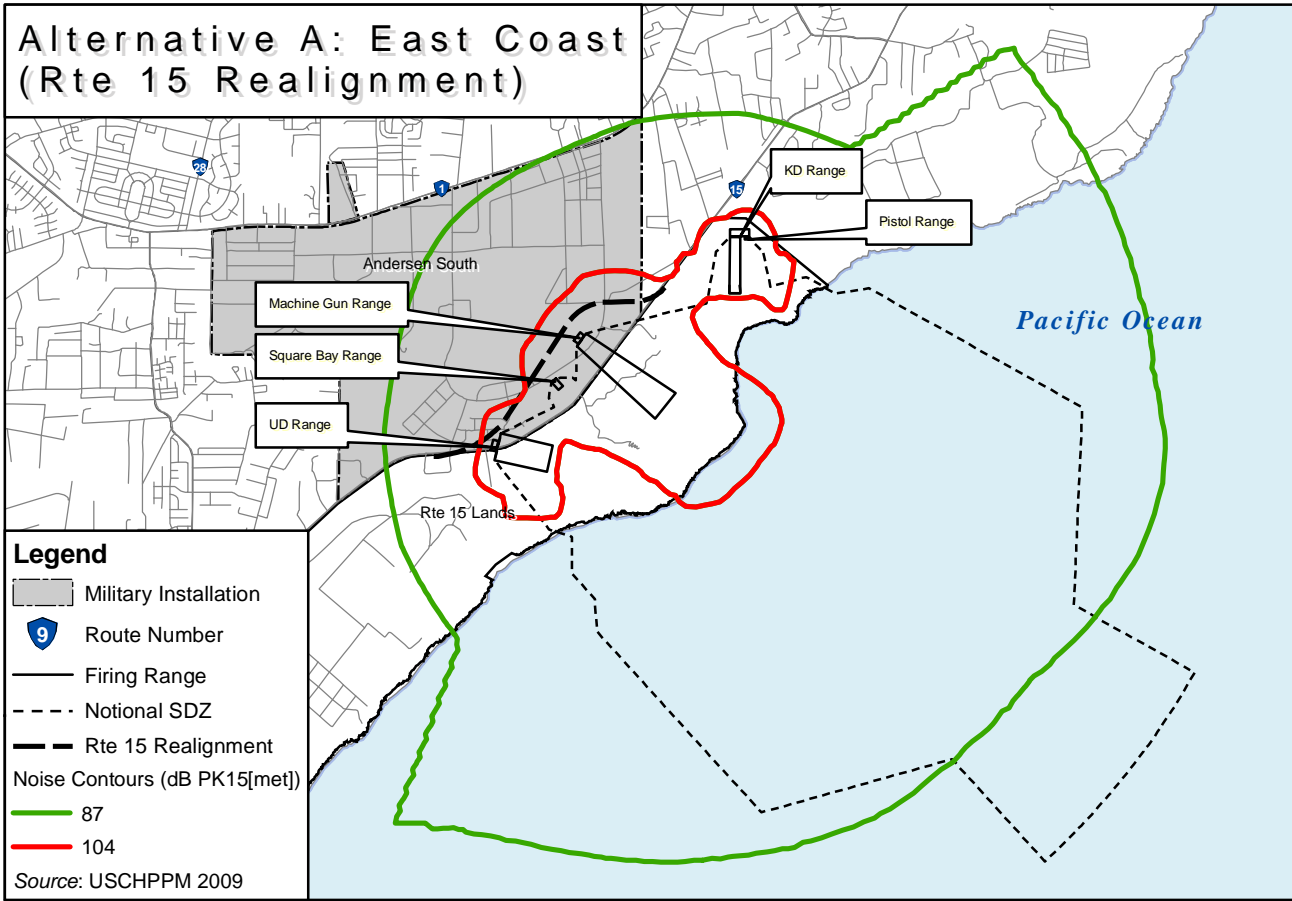 Alternative A: East Coast
(Rte 15 Realignment)
28
1
15
KD Range
Pistol Range
Andersen South
Machine Gun Range
Square Bay Range
UD Range
Pacific Ocean
Rte 15 Lands
Legend
Military Installation
9 Route Number
Firing Range
Notional SDZ
Rte 15 Realignment
Noise Contours (dB PK15[met])
87
104
Source: USCHPPM 2009